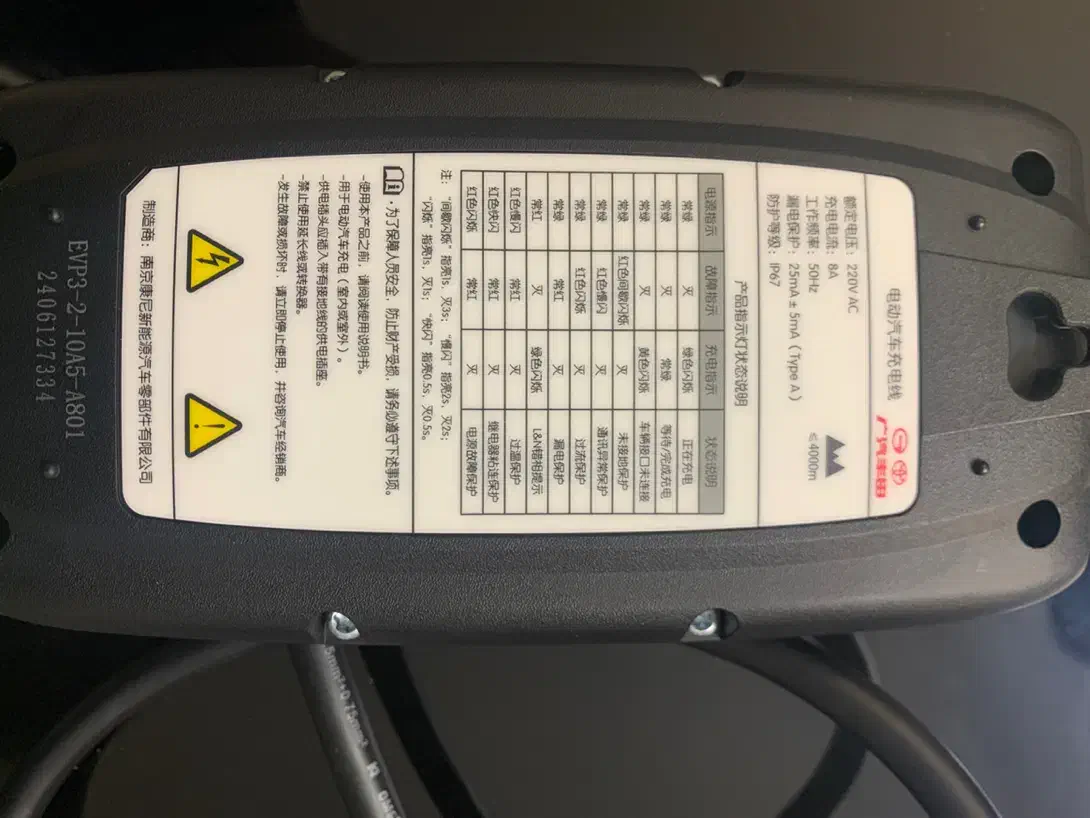 电动汽车充电线
广汽丰田
额定电压：220V AC
充电电流：8A
工作频率：50Hz
漏电保护：25mA ± 5mA（Type A）
防护等级：IP67
≤4000m
产品指示灯状态说明
电源指示 故障指示 充电指示 状态说明
常绿 灭 绿色闪烁 正在充电
常绿 灭 常绿 等待/完成充电
常绿 灭 黄色闪烁 车辆接口未连接
常绿 红色间歇闪烁 灭 未接地保护
常绿 红色慢闪 灭 通讯异常保护
常绿 红色闪烁 灭 过流保护
常绿 常红 灭 漏电保护
常红 灭 绿色闪烁 L&N错相提示
红色慢闪 常红 灭 过温保护
红色快闪 常红 灭 继电器粘连保护
红色闪烁 常红 灭 电源故障保护
注：“间歇闪烁”指亮1s，灭3s；“慢闪”指亮2s，灭2s；
“闪烁”指亮1s，灭1s；“快闪”指亮0.5s，灭0.5s。
·为了保障人员安全，防止财产受损，请务必遵守下述事项。
-使用本产品之前，请阅读使用说明书。
-用于电动汽车充电（室内或室外）。
-供电插头应插入带有接地线的供电插座。
-禁止使用延长线或转换器。
-发生故障或损坏时，请立即停止使用，并咨询汽车经销商。
制造商：南京康尼新能源汽车零部件有限公司
EVP3-2-10A5-A801
2406127334
5mm²+0.75mm²